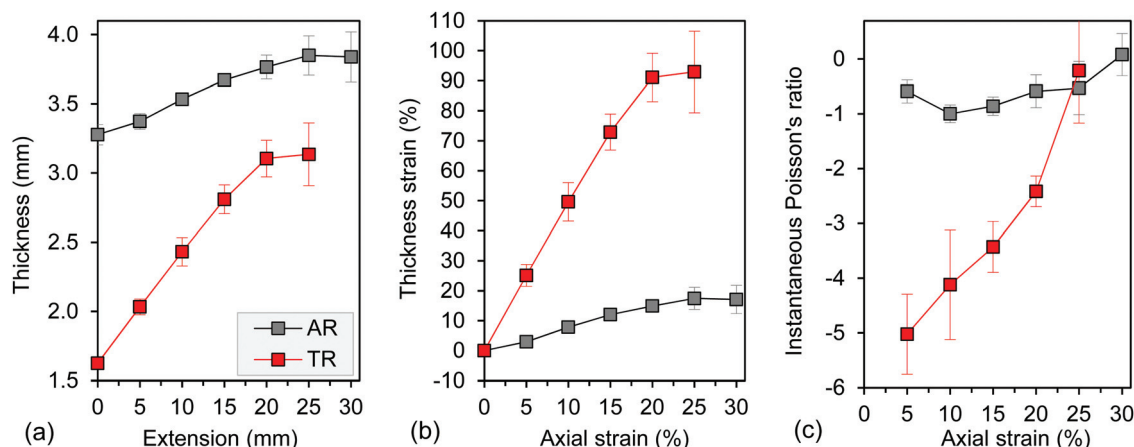 4.0
3.5
3.0
2.5
2.0
1.5
Thickness (mm)
AR
TR
0 5 10 15 20 25 30
(a) Extension (mm)
110
100
90
80
70
60
50
40
30
20
10
0
-10
Thickness strain (%)
0 5 10 15 20 25 30
(b) Axial strain (%)
0
-1
-2
-3
-4
-5
-6
Instantaneous Poisson's ratio
0 5 10 15 20 25 30
(c) Axial strain (%)